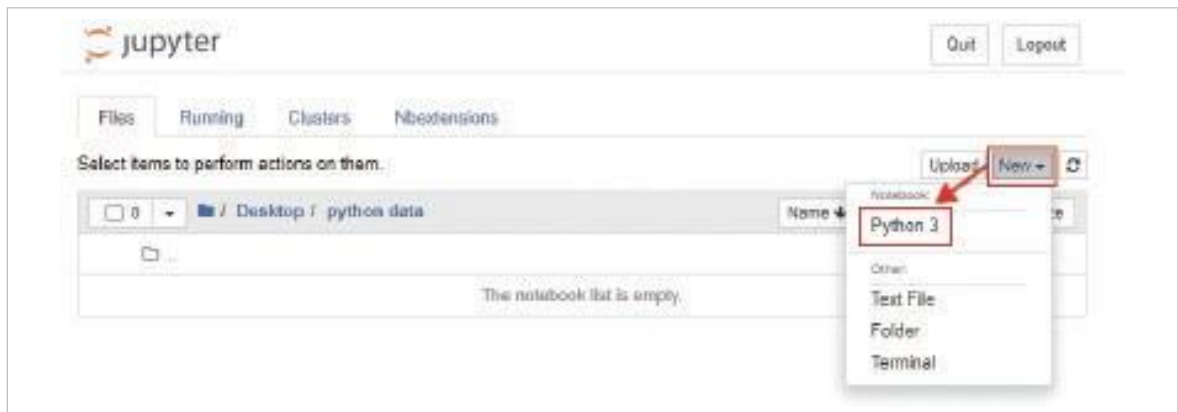 jupyter
Quit Logout
Files Running Clusters Nbextensions
Select items to perform actions on them.
Upload New
0 / Desktop / python data
Name
Notebook:
Python 3
..
Other:
The notebook list is empty.
Text File
Folder
Terminal